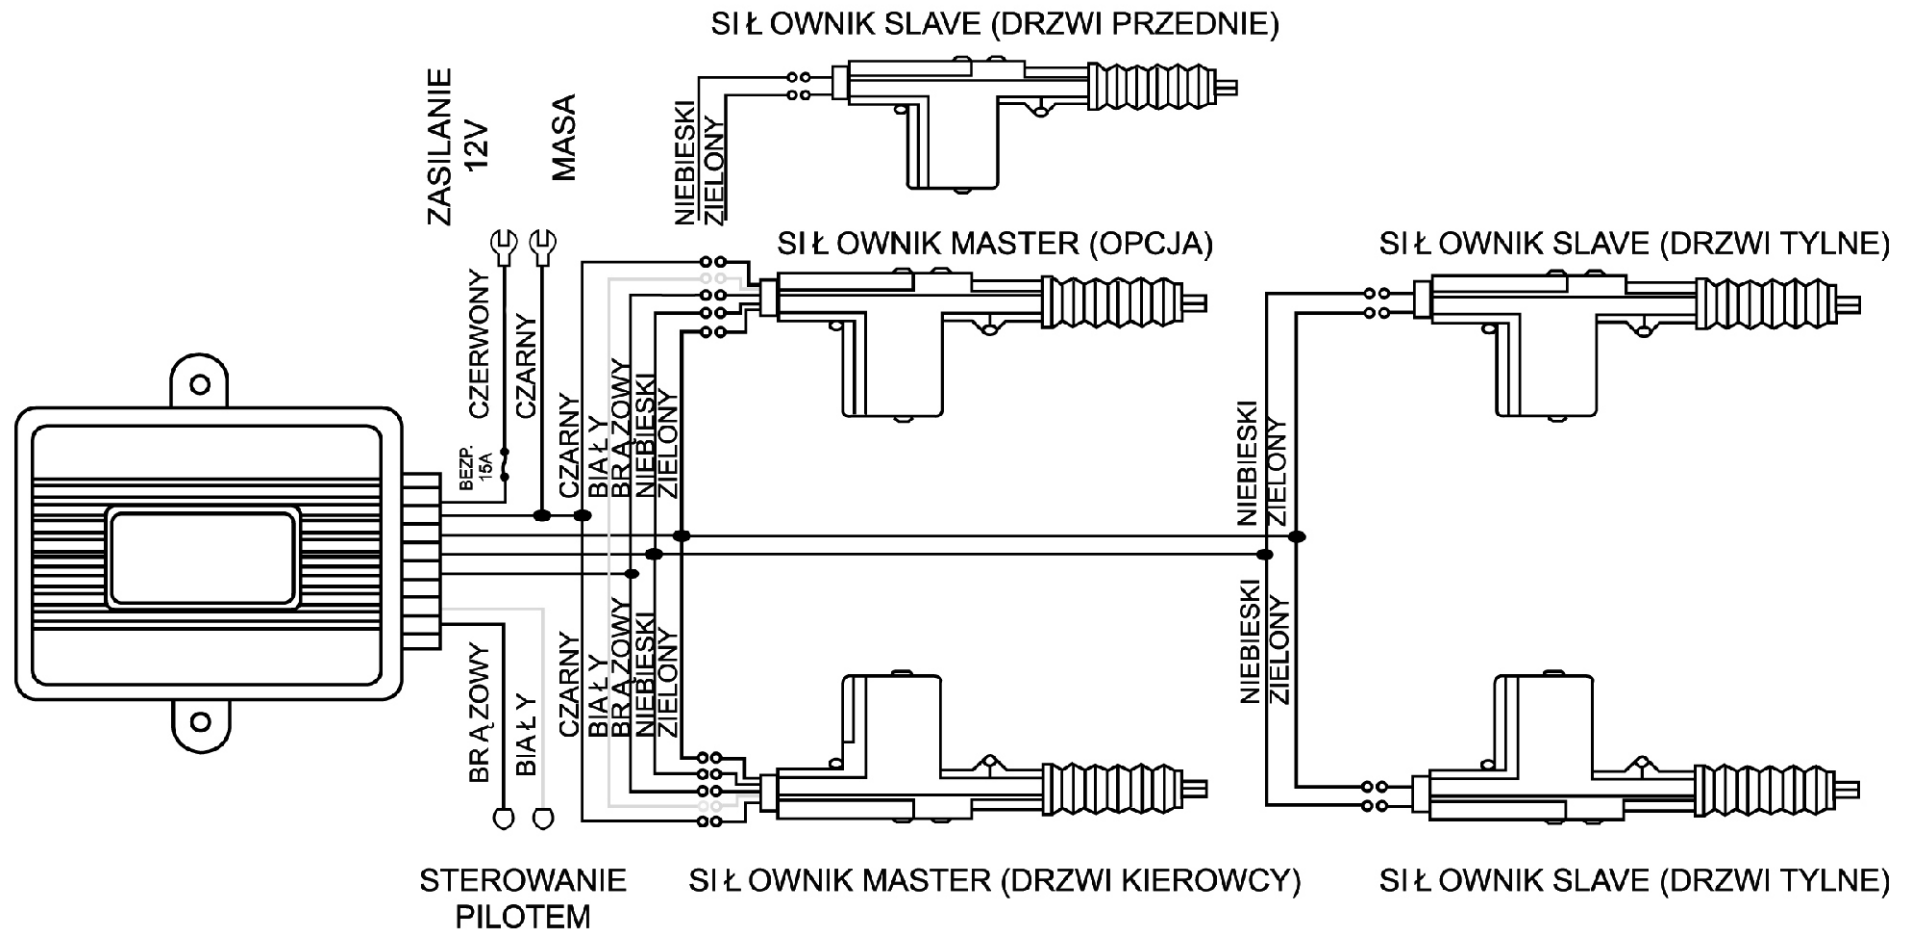 SIŁOWNIK SLAVE (DRZWI PRZEDNIE)
ZASILANIE
12V
MASA
NIEBIESKI
ZIELONY
SIŁOWNIK MASTER (OPCJA)
SIŁOWNIK SLAVE (DRZWI TYLNE)
CZERWONY
CZARNY
BEZP.
15A
CZARNY
BIAŁY
BRĄZOWY
NIEBIESKI
ZIELONY
NIEBIESKI
ZIELONY
BRĄZOWY
BIAŁY
CZARNY
BIAŁY
BRĄZOWY
NIEBIESKI
ZIELONY
NIEBIESKI
ZIELONY
STEROWANIE
PILOTEM
SIŁOWNIK MASTER (DRZWI KIEROWCY)
SIŁOWNIK SLAVE (DRZWI TYLNE)